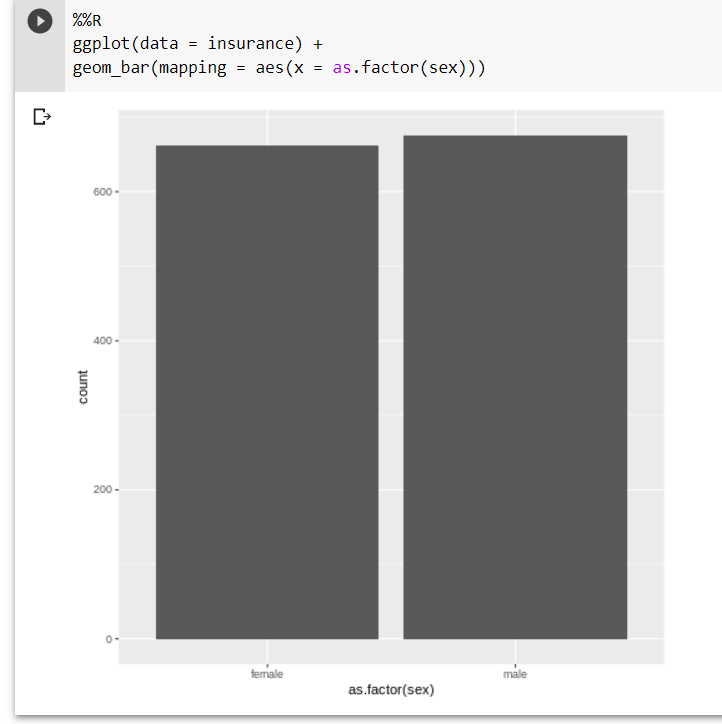 %%R
ggplot(data = insurance) +
geom_bar(mapping = aes(x = as.factor(sex)))
600
400
count
200
0
female male
as.factor(sex)